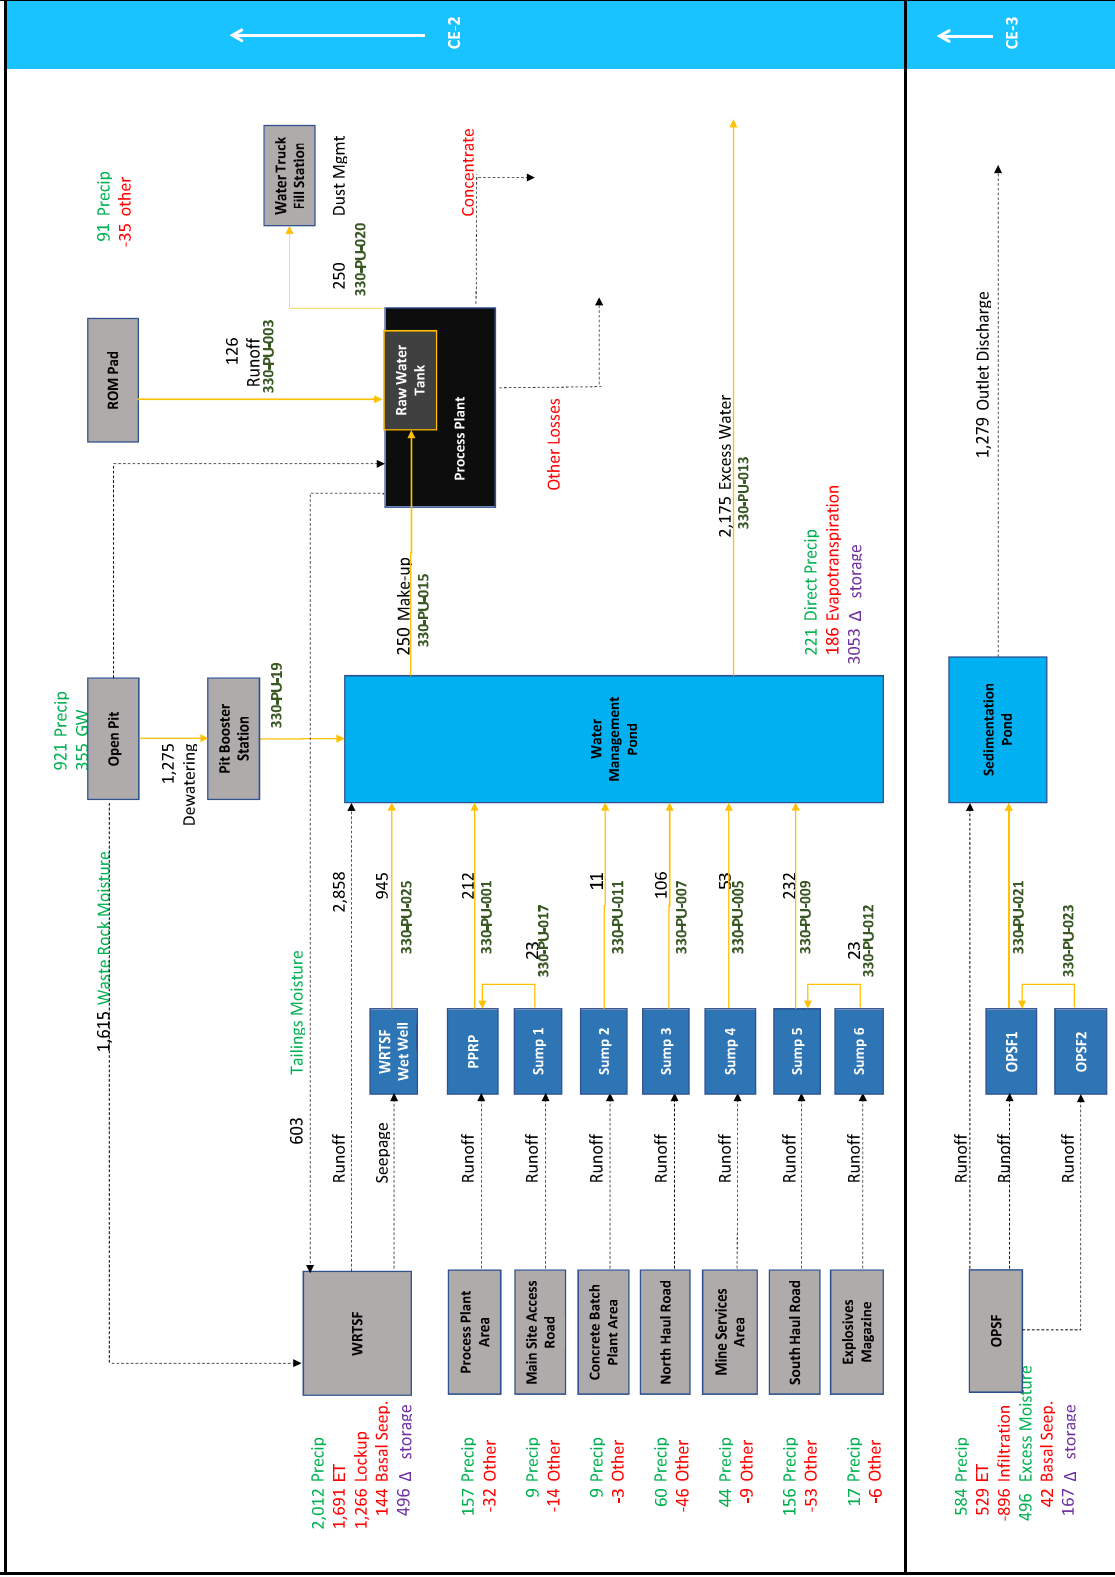 921 Precip
355 GW
Open Pit
1,275
Dewatering
Pit Booster
Station
330-PU-19
1,615 Waste Rock Moisture
91 Precip
-35 other
ROM Pad
126
Runoff
330-PU-003
Water Truck
Fill Station
Dust Mgmt
250
330-PU-020
Raw Water
Tank
Process Plant
Concentrate
Other Losses
250 Make-up
330-PU-015
603
Tailings Moisture
2,012 Precip
1,691 ET
1,266 Lockup
144 Basal Seep.
496 Δ storage
WRTSF
Runoff
2,858
Seepage
WRTSF
Wet Well
945
330-PU-025
Water
Management
Pond
221 Direct Precip
186 Evapotranspiration
3053 Δ storage
2,175 Excess Water
330-PU-013
157 Precip
-32 Other
Process Plant
Area
Runoff
PPRP
212
330-PU-001
9 Precip
-14 Other
Main Site Access
Road
Runoff
Sump 1
23
330-PU-017
9 Precip
-3 Other
Concrete Batch
Plant Area
Runoff
Sump 2
11
330-PU-011
60 Precip
-46 Other
North Haul Road
Runoff
Sump 3
106
330-PU-007
44 Precip
-9 Other
Mine Services
Area
Runoff
Sump 4
53
330-PU-005
156 Precip
-53 Other
South Haul Road
Runoff
Sump 5
232
330-PU-009
17 Precip
-6 Other
Explosives
Magazine
Runoff
Sump 6
23
330-PU-012
CE-2
584 Precip
529 ET
-896 Infiltration
496 Excess Moisture
42 Basal Seep.
167 Δ storage
OPSF
Runoff
Runoff
Runoff
OPSF1
330-PU-021
OPSF2
330-PU-023
Sedimentation
Pond
1,279 Outlet Discharge
CE-3